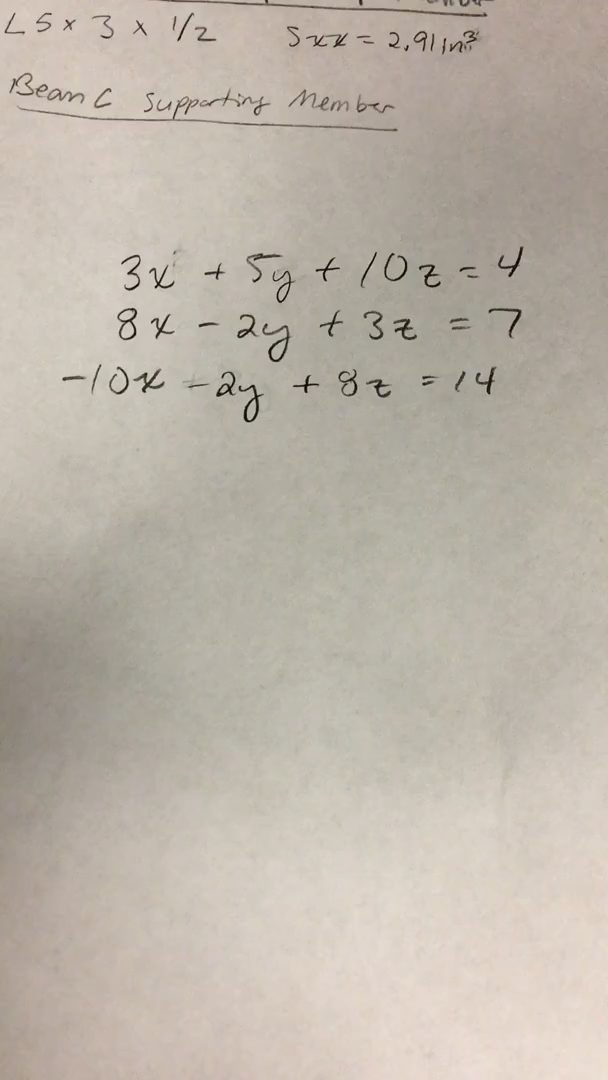 L 5 x 3 x 1/2 Sxx = 2.91 in³
Beam C Supporting Member
3x + 5y + 10z = 4
8x - 2y + 3z = 7
-10x - 2y + 8z = 14